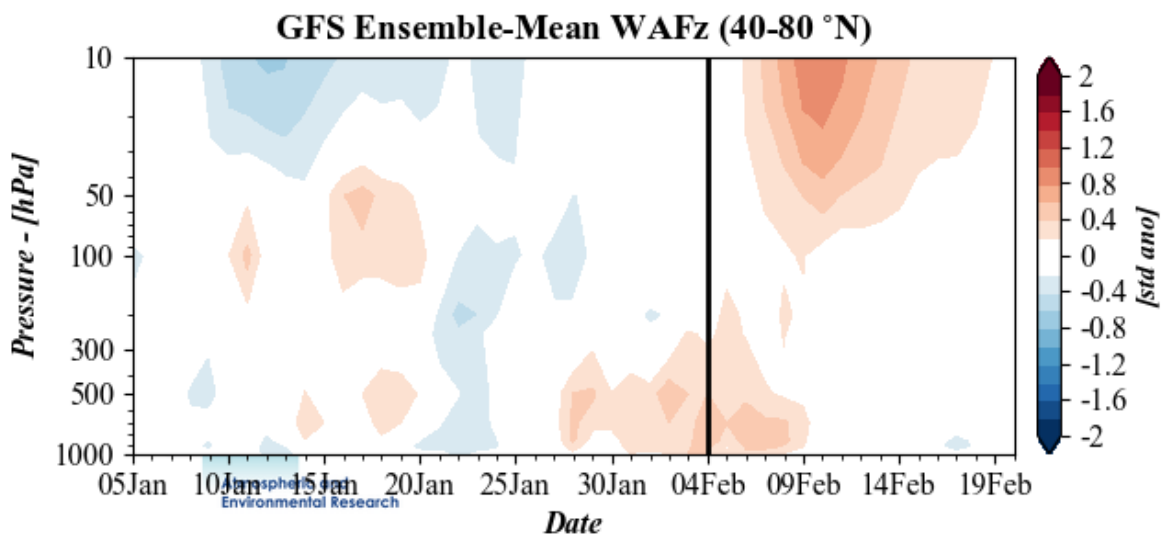 GFS Ensemble-Mean WAFz (40-80 °N)
10
50
100
300
500
1000
Pressure - [hPa]
05Jan 10Jan 15Jan 20Jan 25Jan 30Jan 04Feb 09Feb 14Feb 19Feb
Atmospheric and
Environmental Research
Date
2
1.6
1.2
0.8
0.4
0
-0.4
-0.8
-1.2
-1.6
-2
[std ano]